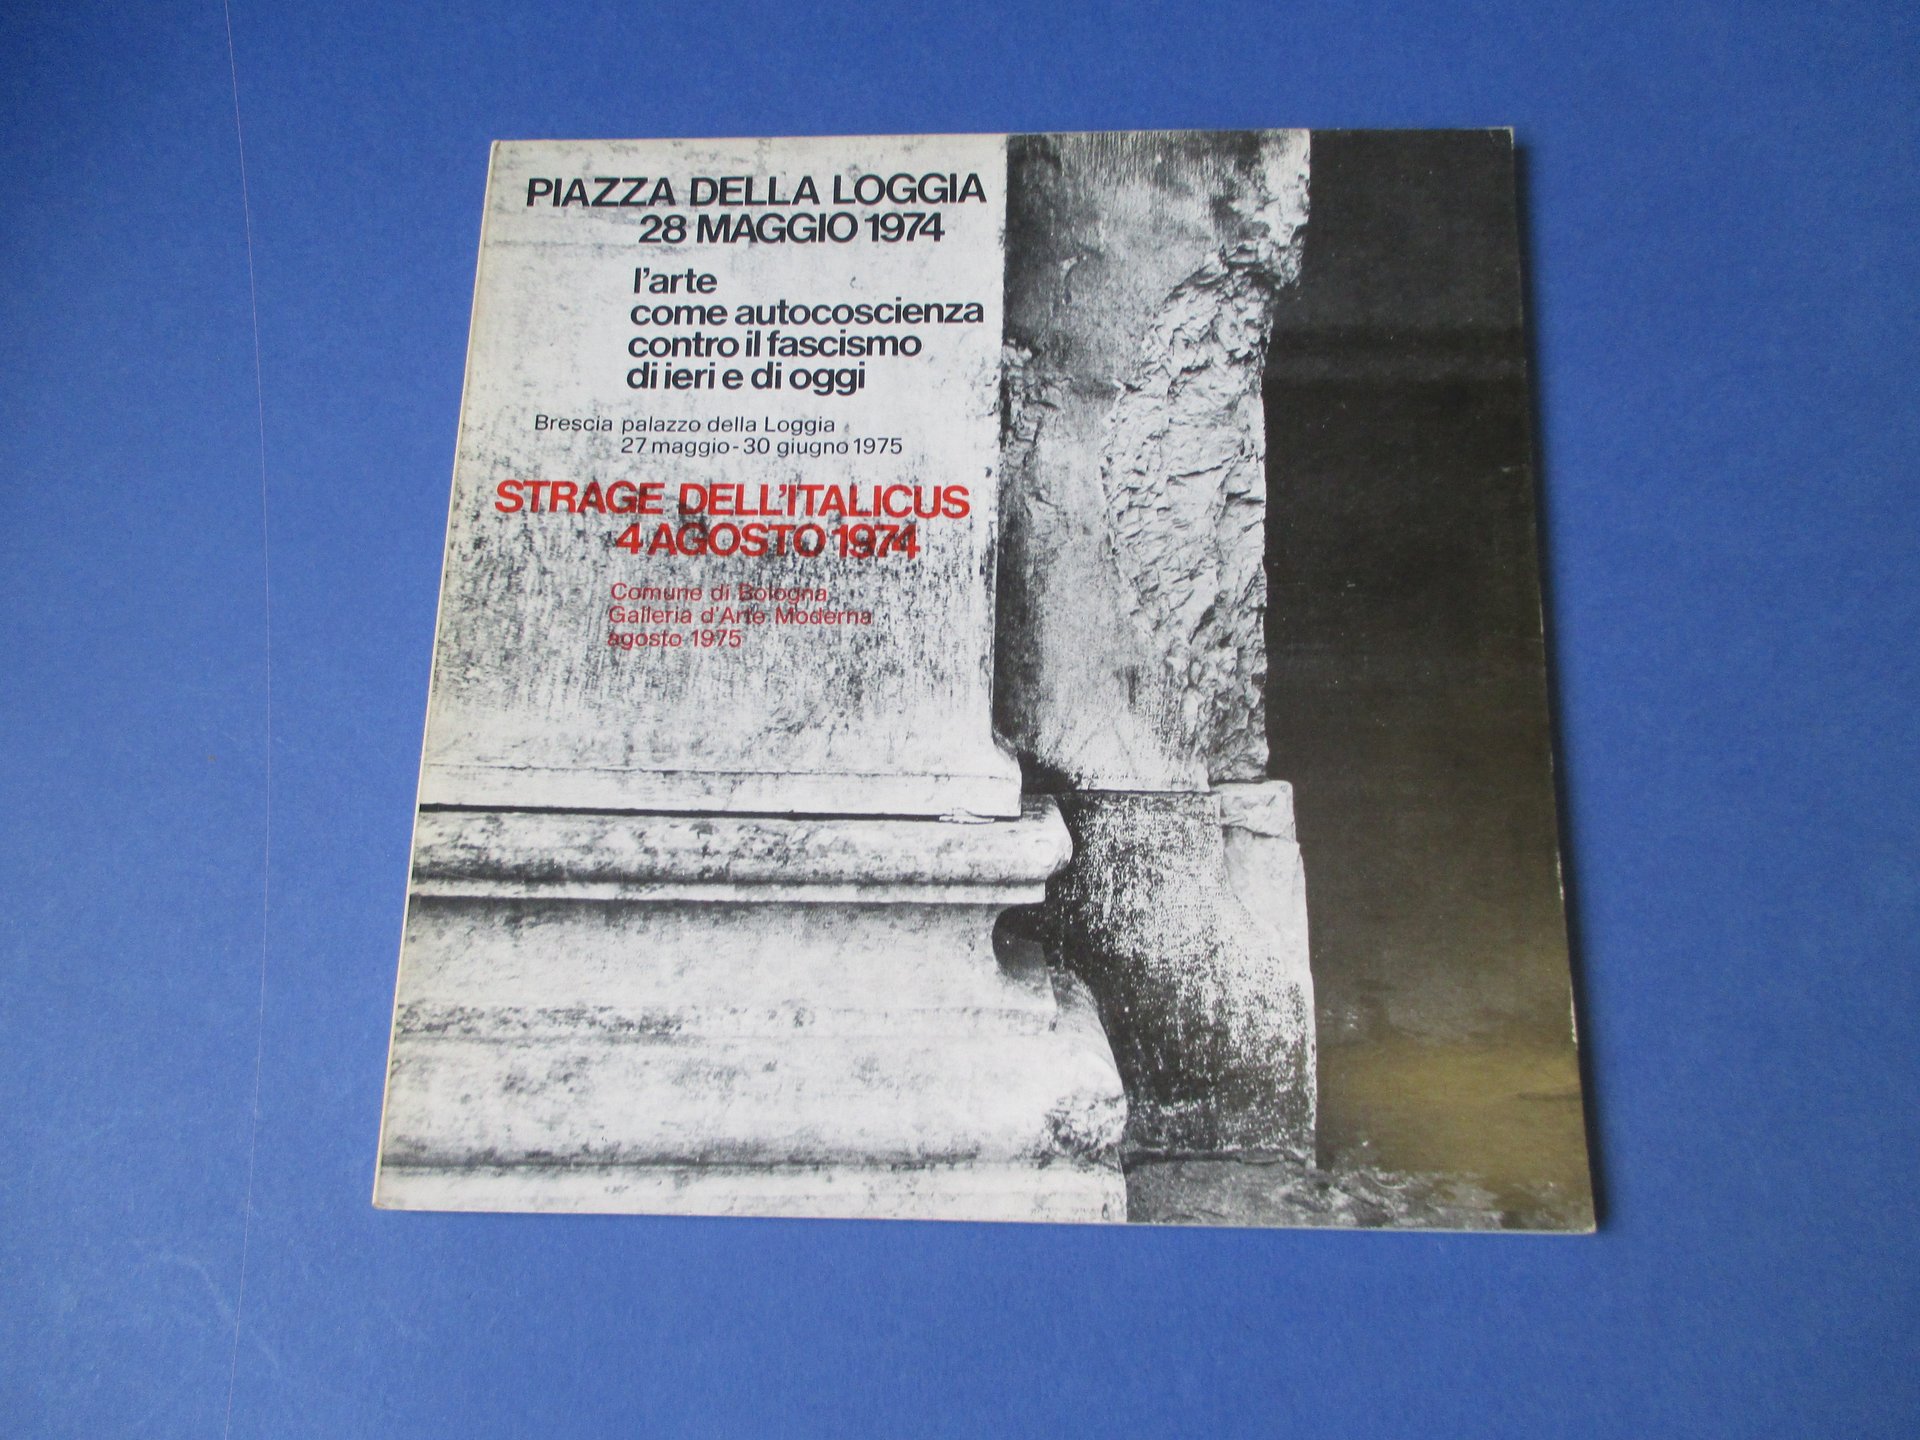 PIAZZA DELLA LOGGIA
28 MAGGIO 1974
l'arte
come autocoscienza
contro il fascismo
di ieri e di oggi
Brescia palazzo della Loggia
27 maggio-30 giugno 1975
STRAGE DELL'ITALICUS
4 AGOSTO 1974
Comune di Bologna
Galleria d'Arte Moderna
agosto 1975